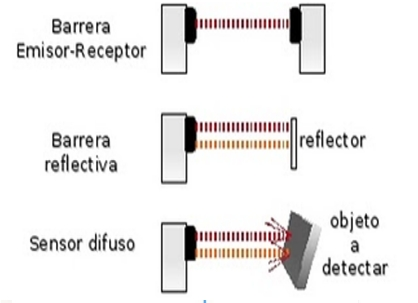 Barrera
Emisor-Receptor
Barrera
reflectiva
reflector
Sensor difuso
objeto
a
detectar